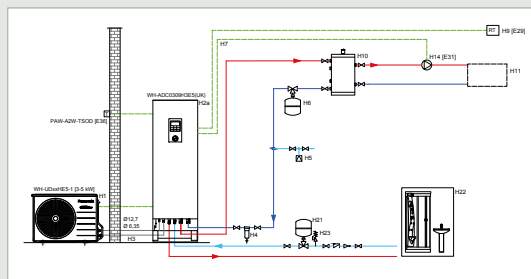 RT
H9 [E29]
H7
H10
H14 [E31]
H11
WH-ADC0309H3E5(UK)
H2a
H6
PAW-A2W-TSOD [E36]
H5
WH-UDxxHE5-1 [3-5 kW]
H1
Panasonic
Ø12,7
Ø 6,35
H3
H4
H21
H23
H22